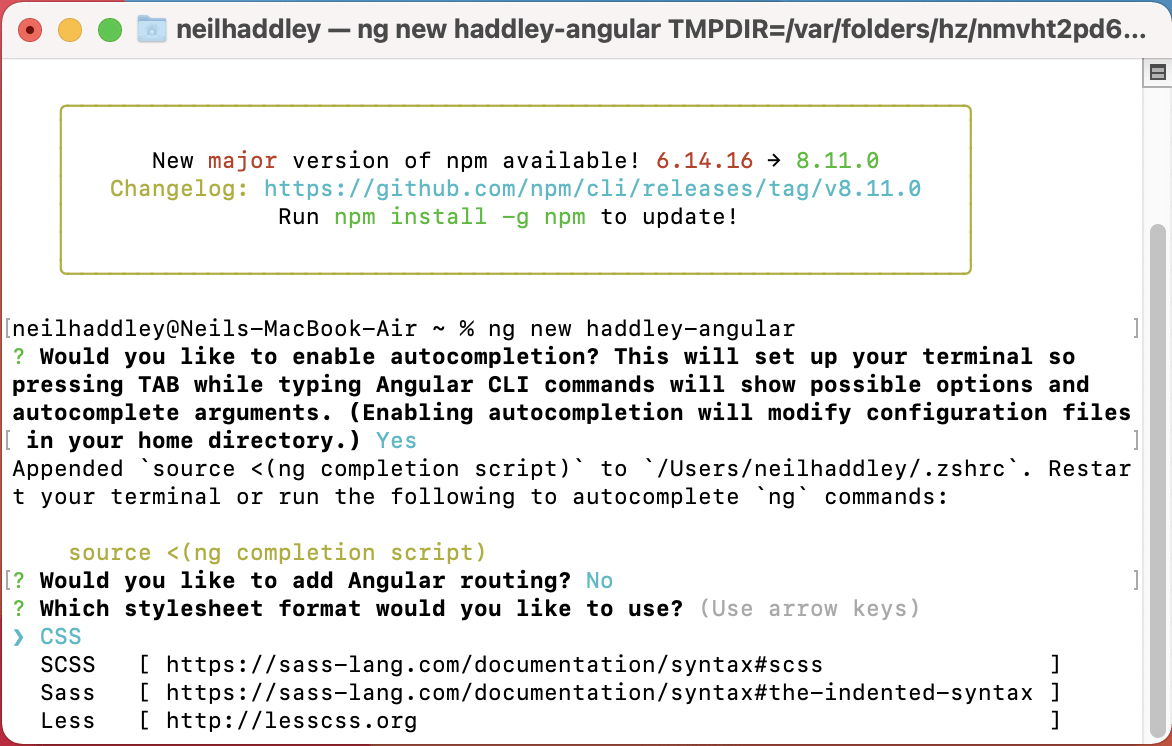 neilhaddley — ng new haddley-angular TMPDIR=/var/folders/hz/nmvht2pd6...
New major version of npm available! 6.14.16 → 8.11.0
Changelog: https://github.com/npm/cli/releases/tag/v8.11.0
Run npm install -g npm to update!
[neilhaddley@Neils-MacBook-Air ~ % ng new haddley-angular ]
? Would you like to enable autocompletion? This will set up your terminal so
pressing TAB while typing Angular CLI commands will show possible options and
autocomplete arguments. (Enabling autocompletion will modify configuration files
[ in your home directory.) Yes ]
Appended `source <(ng completion script)` to `/Users/neilhaddley/.zshrc`. Restar
t your terminal or run the following to autocomplete `ng` commands:
source <(ng completion script)
[? Would you like to add Angular routing? No ]
? Which stylesheet format would you like to use? (Use arrow keys)
❯ CSS
SCSS [ https://sass-lang.com/documentation/syntax#scss ]
Sass [ https://sass-lang.com/documentation/syntax#the-indented-syntax ]
Less [ http://lesscss.org ]